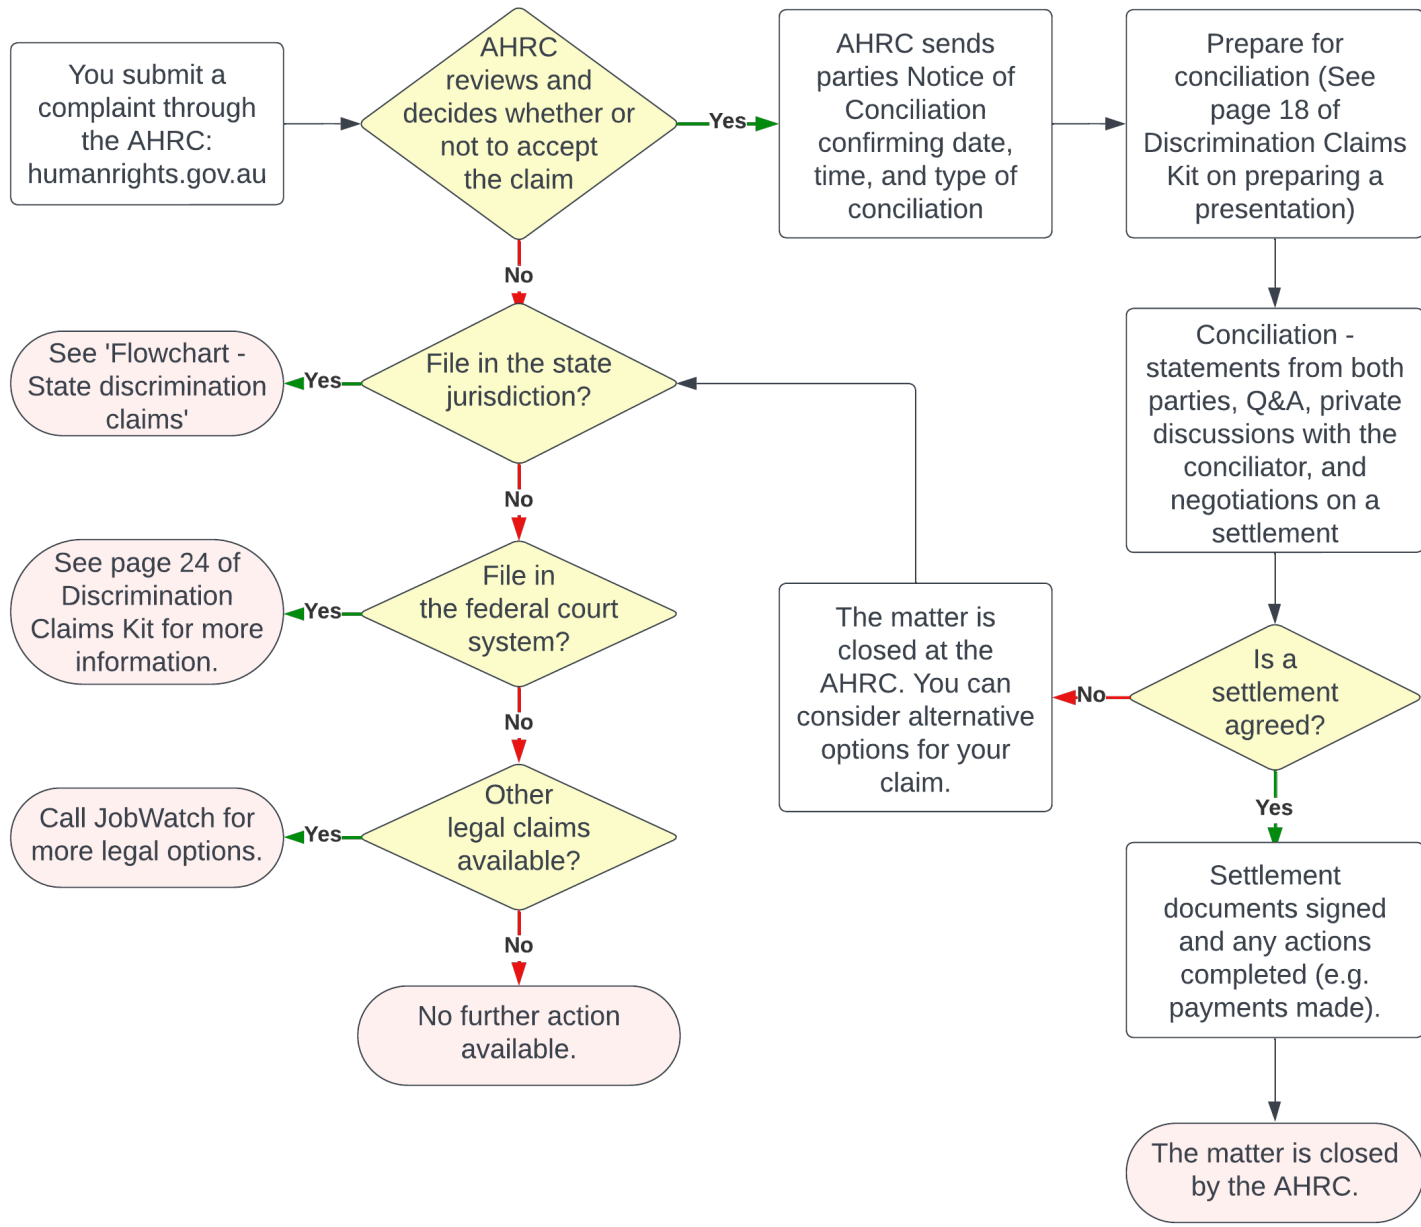 You submit a
complaint through
the AHRC:
humanrights.gov.au
AHRC
reviews and
decides whether or
not to accept
the claim
Yes
AHRC sends
parties Notice of
Conciliation
confirming date,
time, and type of
conciliation
Prepare for
conciliation (See
page 18 of
Discrimination Claims
Kit on preparing a
presentation)
No
See 'Flowchart -
State discrimination
claims'
Yes
File in the state
jurisdiction?
Conciliation -
statements from both
parties, Q&A, private
discussions with the
conciliator, and
negotiations on a
settlement
No
See page 24 of
Discrimination
Claims Kit for more
information.
Yes
File in
the federal court
system?
The matter is
closed at the
AHRC. You can
consider alternative
options for your
claim.
No
Is a
settlement
agreed?
No
Yes
Call JobWatch for
more legal options.
Yes
Other
legal claims
available?
Settlement
documents signed
and any actions
completed (e.g.
payments made).
No
No further action
available.
The matter is closed
by the AHRC.